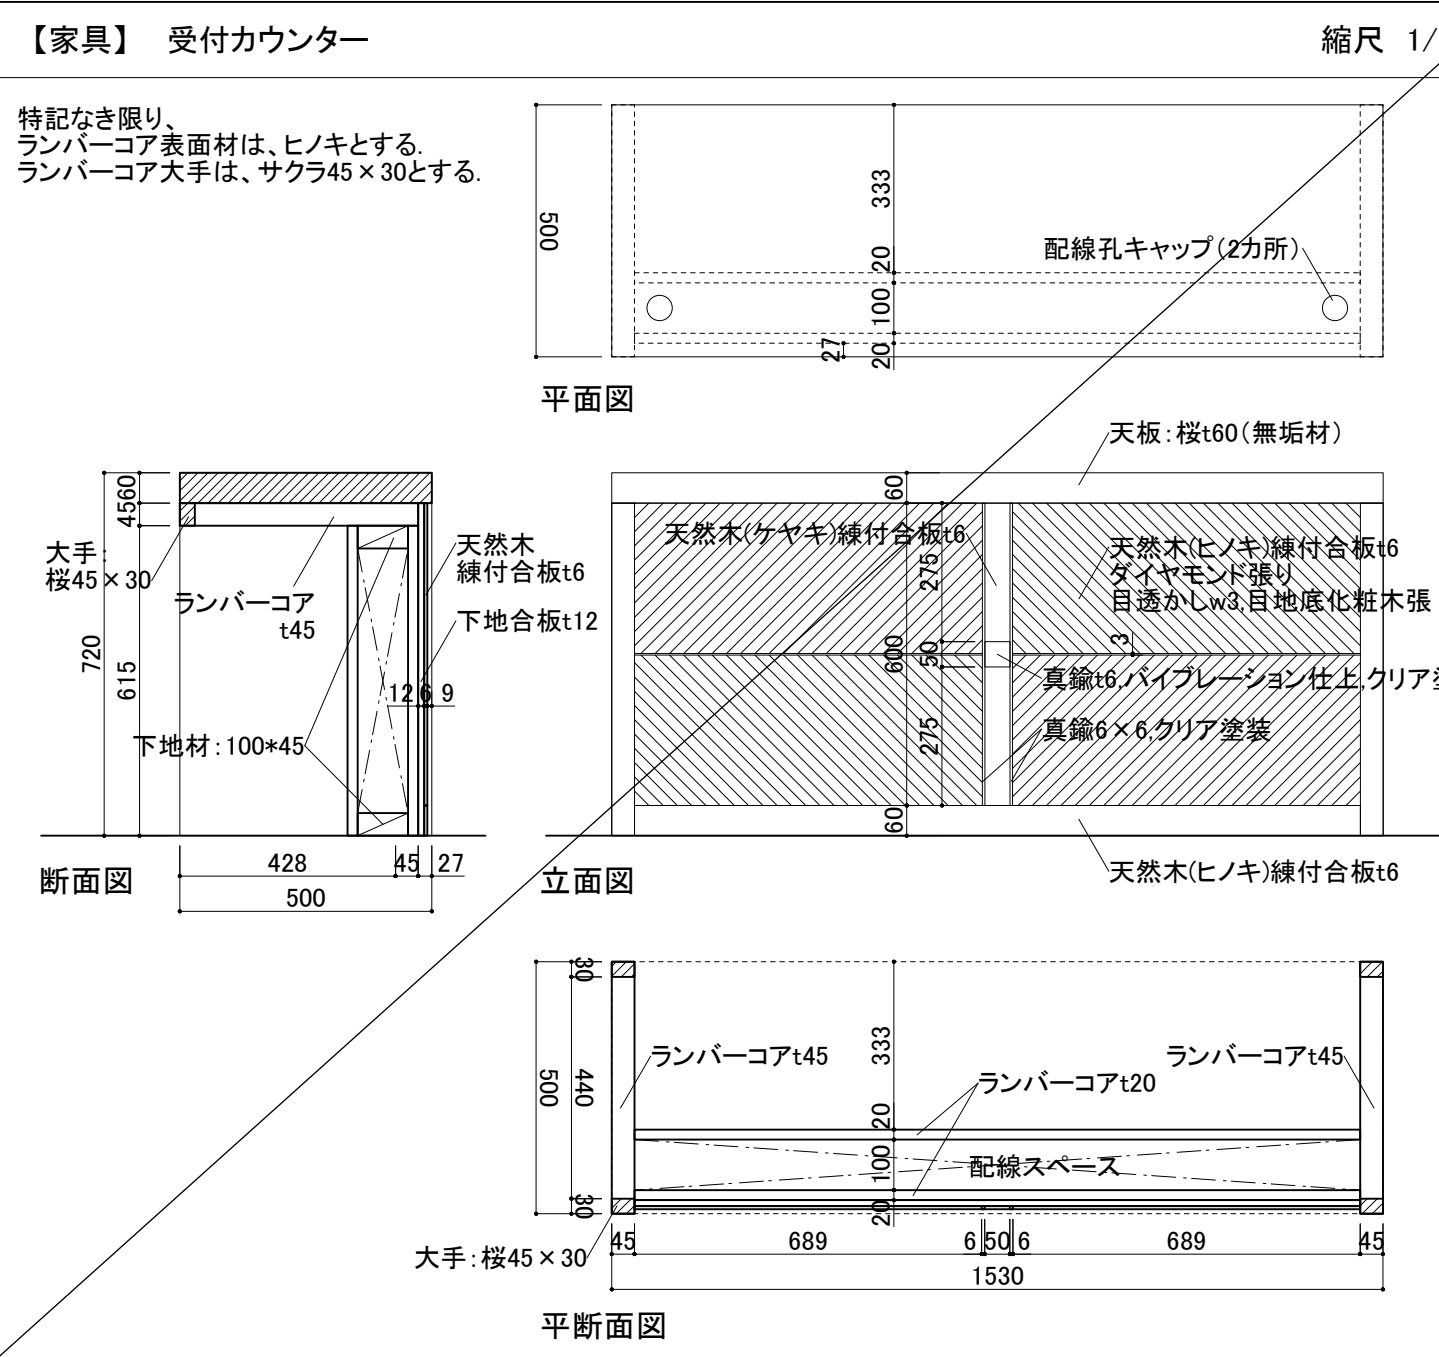 【家具】 受付カウンター
縮尺 1/
特記なき限り、
ランバーコア表面材は、ヒノキとする.
ランバーコア大手は、サクラ45×30とする.
500
333
20
100
20
27
配線孔キャップ(2カ所)
平面図
720
60
45
615
大手:
桜45×30
ランバーコア
t45
天然木
練付合板t6
下地合板t12
12 6 9
下地材:100*45
428 45 27
500
断面図
天板:桜t60(無垢材)
60
天然木(ケヤキ)練付合板t6
275
600
50
275
60
3
天然木(ヒノキ)練付合板t6
ダイヤモンド張り
目透かしw3,目地底化粧木張
真鍮t6,バイブレーション仕上,クリア
真鍮6×6,クリア塗装
天然木(ヒノキ)練付合板t6
立面図
500
30
440
30
333
20
100
20
ランバーコアt45
ランバーコアt45
ランバーコアt20
配線スペース
大手:桜45×30
45 689 6 50 6 689 45
1530
平断面図